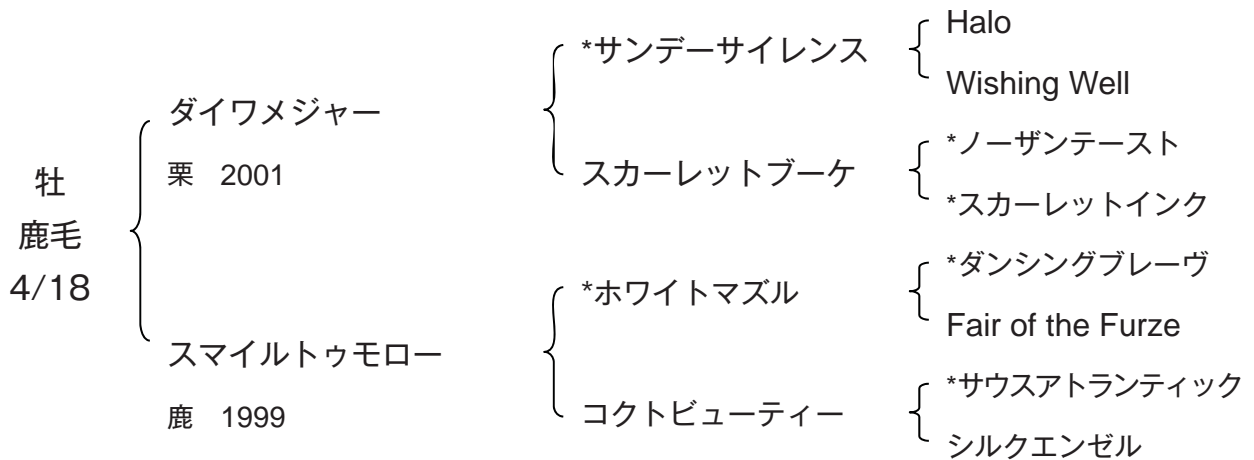 牡
鹿毛
4/18
ダイワメジャー
栗 2001
スマイルトゥモロー
鹿 1999
*サンデーサイレンス
スカーレットブーケ
*ホワイトマズル
コクトビューティー
Halo
Wishing Well
*ノーザンテースト
*スカーレットインク
*ダンシングブレーヴ
Fair of the Furze
*サウスアトランティック
シルクエンゼル